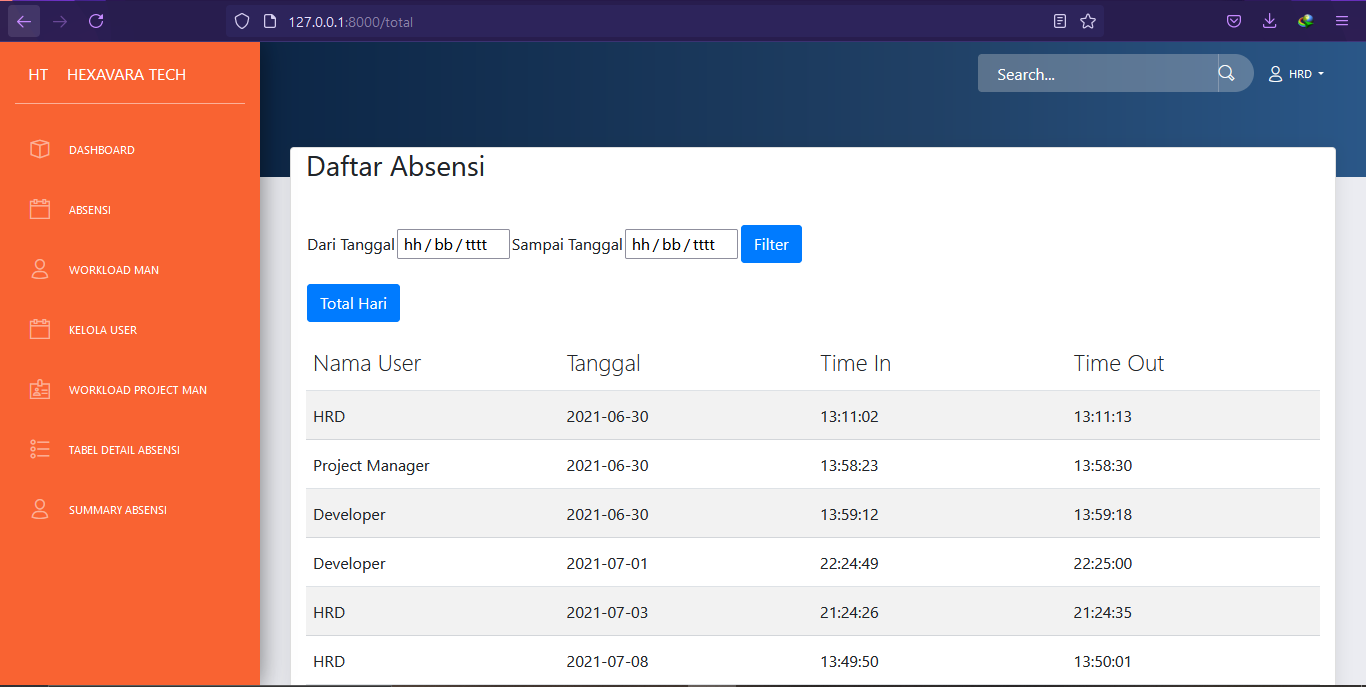 127.0.0.1:8000/total
HT HEXAVARA TECH
Search...
HRD
DASHBOARD
ABSENSI
WORKLOAD MAN
KELOLA USER
WORKLOAD PROJECT MAN
TABEL DETAIL ABSENSI
SUMMARY ABSENSI
Daftar Absensi
Dari Tanggal hh / bb / tttt Sampai Tanggal hh / bb / tttt Filter
Total Hari
Nama User Tanggal Time In Time Out
HRD 2021-06-30 13:11:02 13:11:13
Project Manager 2021-06-30 13:58:23 13:58:30
Developer 2021-06-30 13:59:12 13:59:18
Developer 2021-07-01 22:24:49 22:25:00
HRD 2021-07-03 21:24:26 21:24:35
HRD 2021-07-08 13:49:50 13:50:01